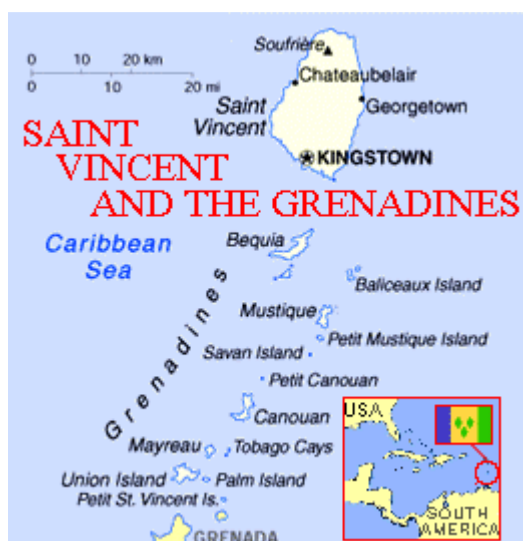 Soufrière
0 10 20 km
0 10 20 mi
Chateaubelair
Georgetown
Saint
Vincent
KINGSTOWN
SAINT
VINCENT
AND THE GRENADINES
Caribbean
Sea
Bequia
Baliceaux Island
Grenadines
Mustique
Petit Mustique Island
Savan Island
Petit Canouan
Canouan
Mayreau
Tobago Cays
Union Island
Palm Island
Petit St. Vincent Is.
GRENADA
USA
SOUTH
AMERICA